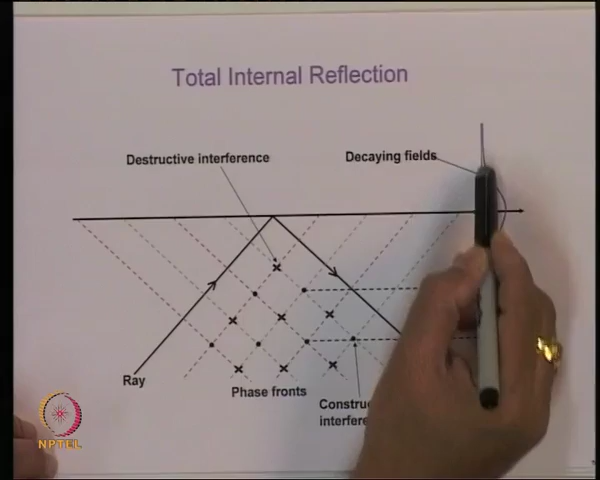 Total Internal Reflection
Destructive interference
Decaying fields
Ray
Phase fronts
NPTEL